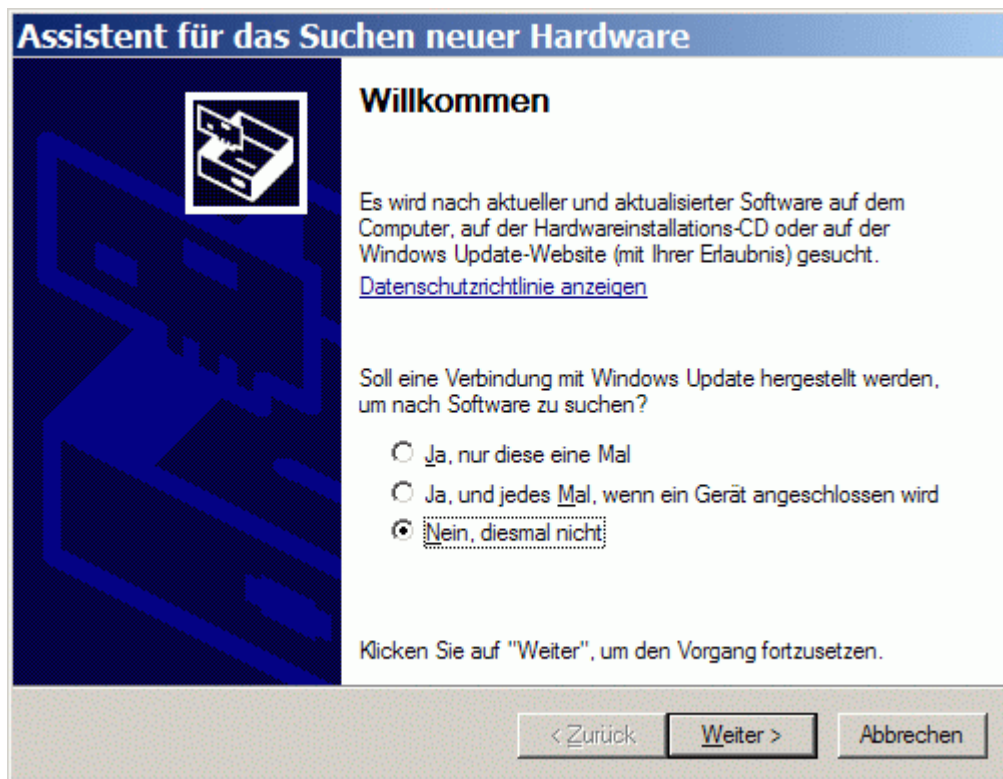 Assistent für das Suchen neuer Hardware
Willkommen
Es wird nach aktueller und aktualisierter Software auf dem
Computer, auf der Hardwareinstallations-CD oder auf der
Windows Update-Website (mit Ihrer Erlaubnis) gesucht.
Datenschutzrichtlinie anzeigen
Soll eine Verbindung mit Windows Update hergestellt werden,
um nach Software zu suchen?
Ja, nur diese eine Mal
Ja, und jedes Mal, wenn ein Gerät angeschlossen wird
Nein, diesmal nicht
Klicken Sie auf "Weiter", um den Vorgang fortzusetzen.
< Zurück Weiter > Abbrechen